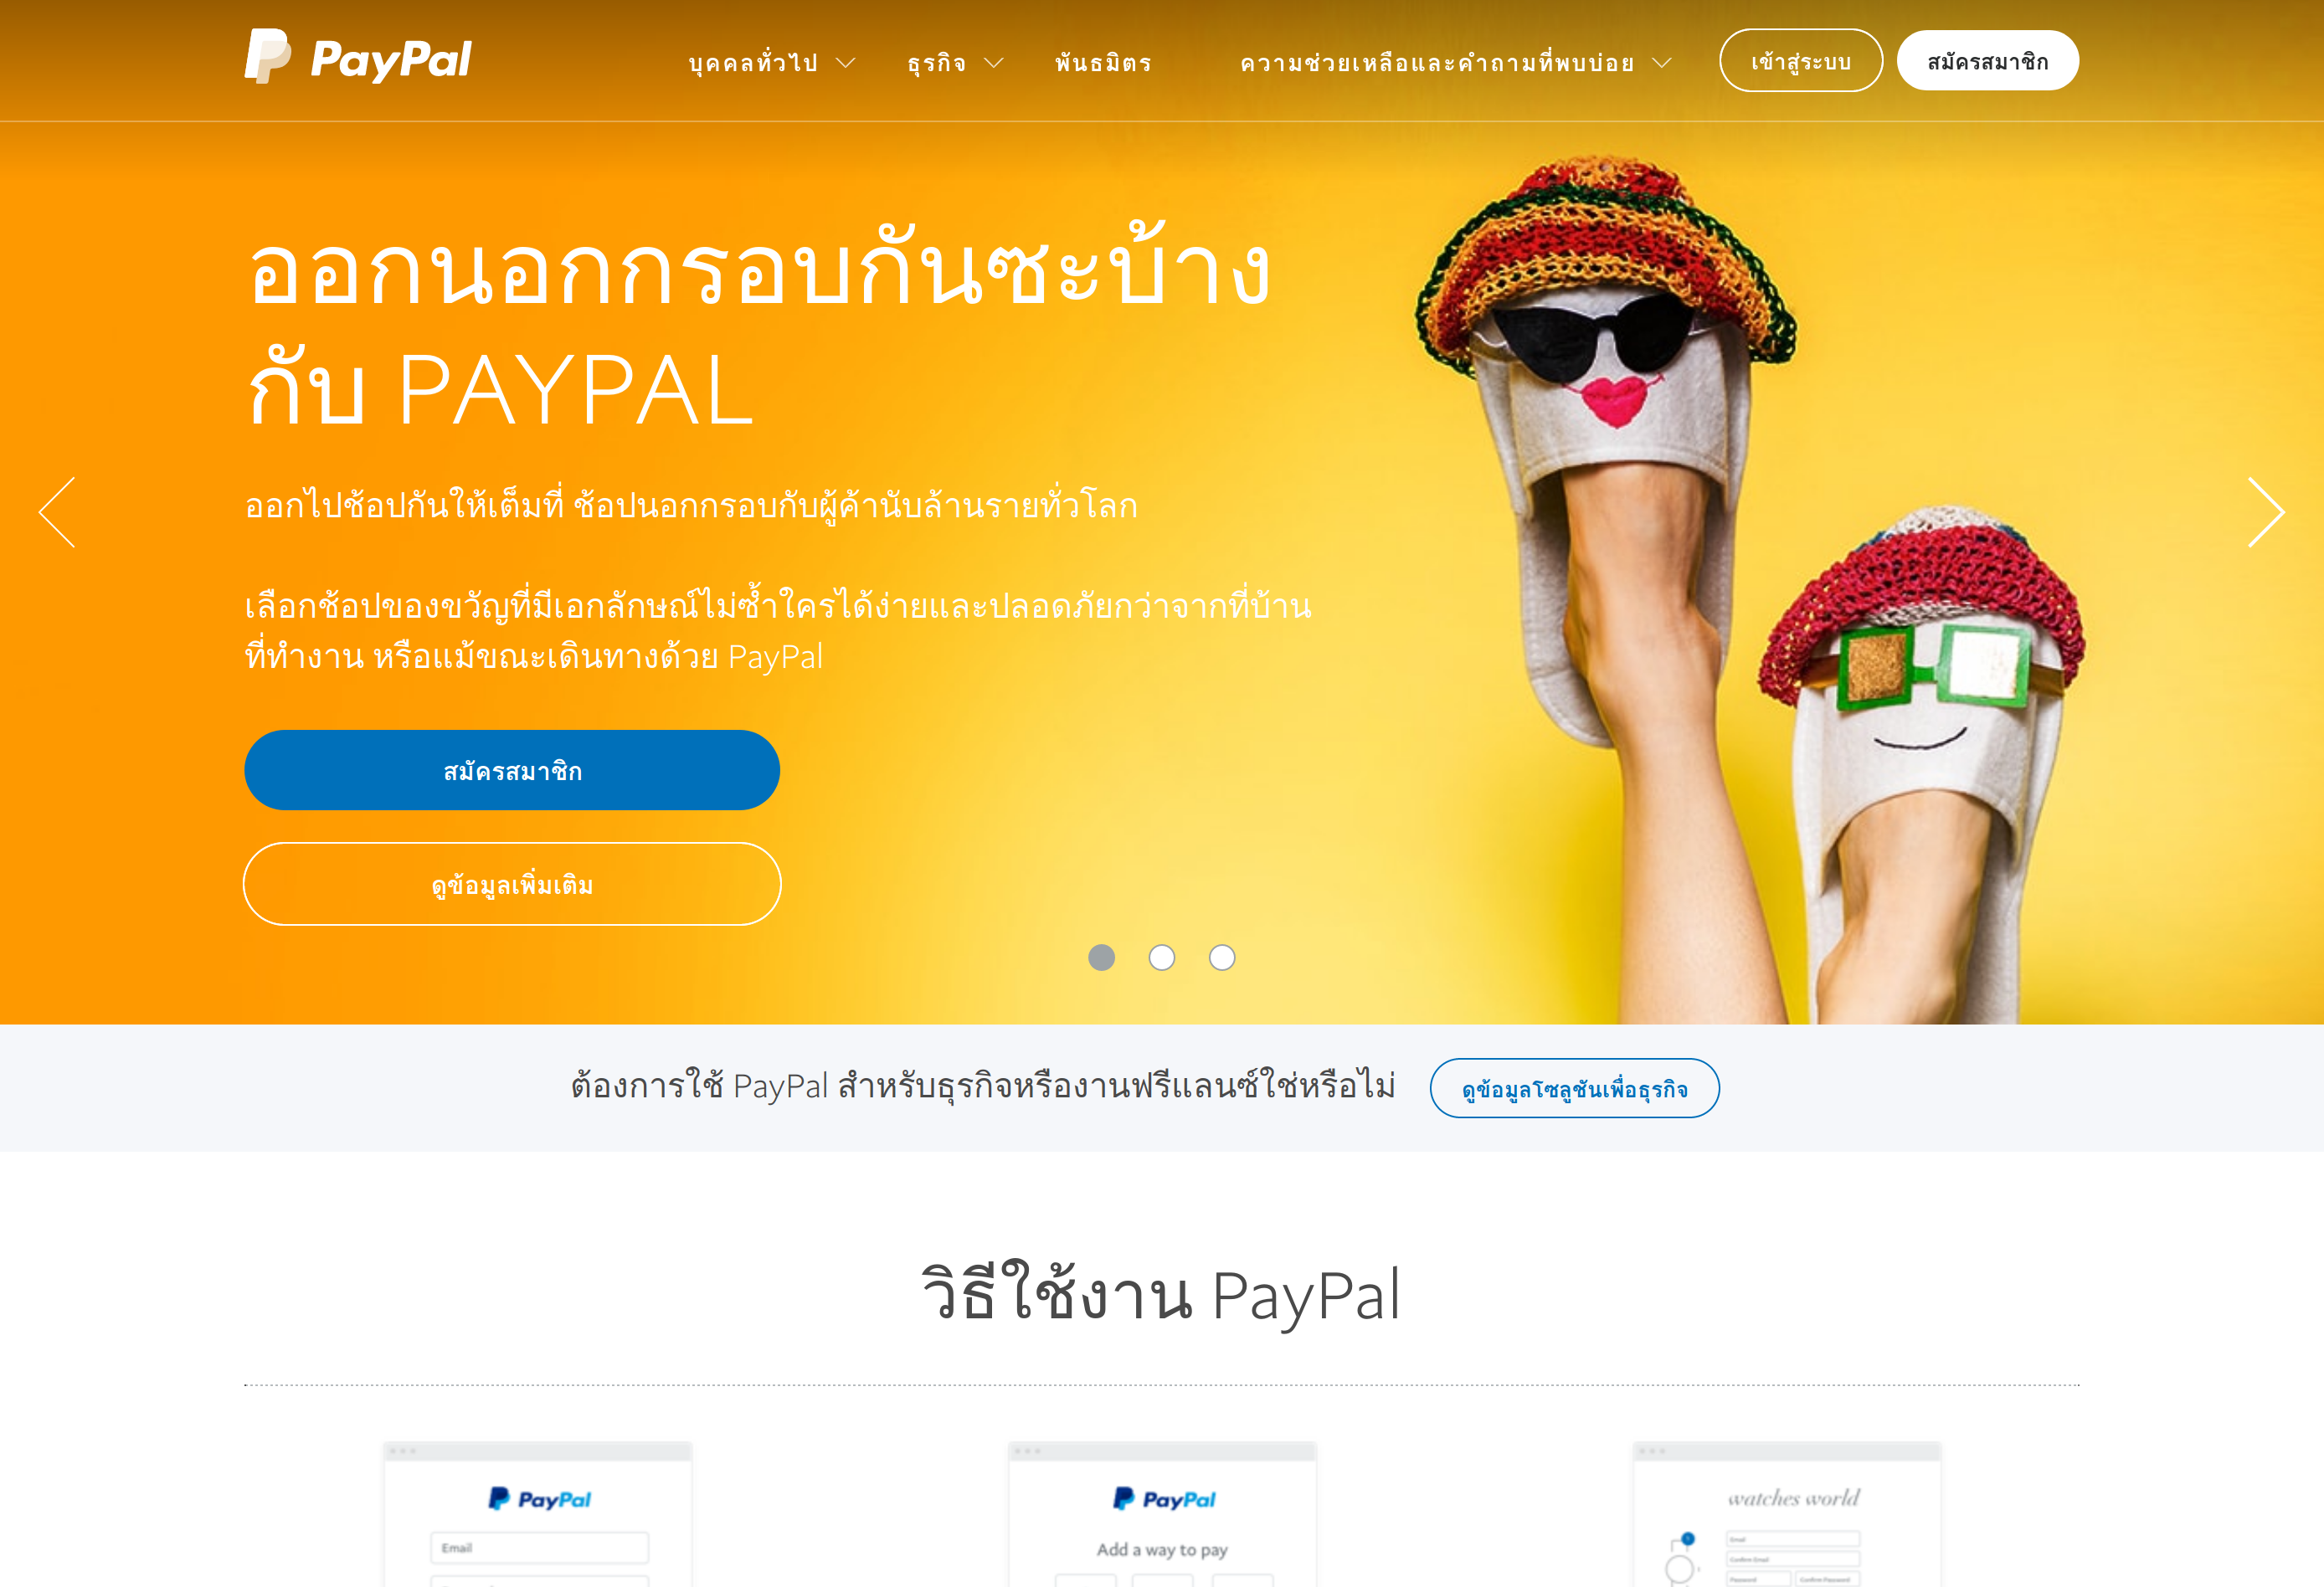 PayPal
บุคคลทั่วไป
ธุรกิจ
พันธมิตร
ความช่วยเหลือและคำถามที่พบบ่อย
เข้าสู่ระบบ
สมัครสมาชิก
ออกนอกกรอบกันซะบ้าง
กับ PAYPAL
ออกไปช้อปกันให้เต็มที่ ช้อปนอกกรอบกับผู้ค้านับล้านรายทั่วโลก
เลือกช้อปของขวัญที่มีเอกลักษณ์ไม่ซ้ำใครได้ง่ายและปลอดภัยกว่าจากที่บ้าน
ที่ทำงาน หรือแม้ขณะเดินทางด้วย PayPal
สมัครสมาชิก
ดูข้อมูลเพิ่มเติม
ต้องการใช้ PayPal สำหรับธุรกิจหรืองานฟรีแลนซ์ใช่หรือไม่
ดูข้อมูลโซลูชันเพื่อธุรกิจ
วิธีใช้งาน PayPal
PayPal
Email
PayPal
Add a way to pay
watches world
Email
Confirm Email
Password
Confirm Password